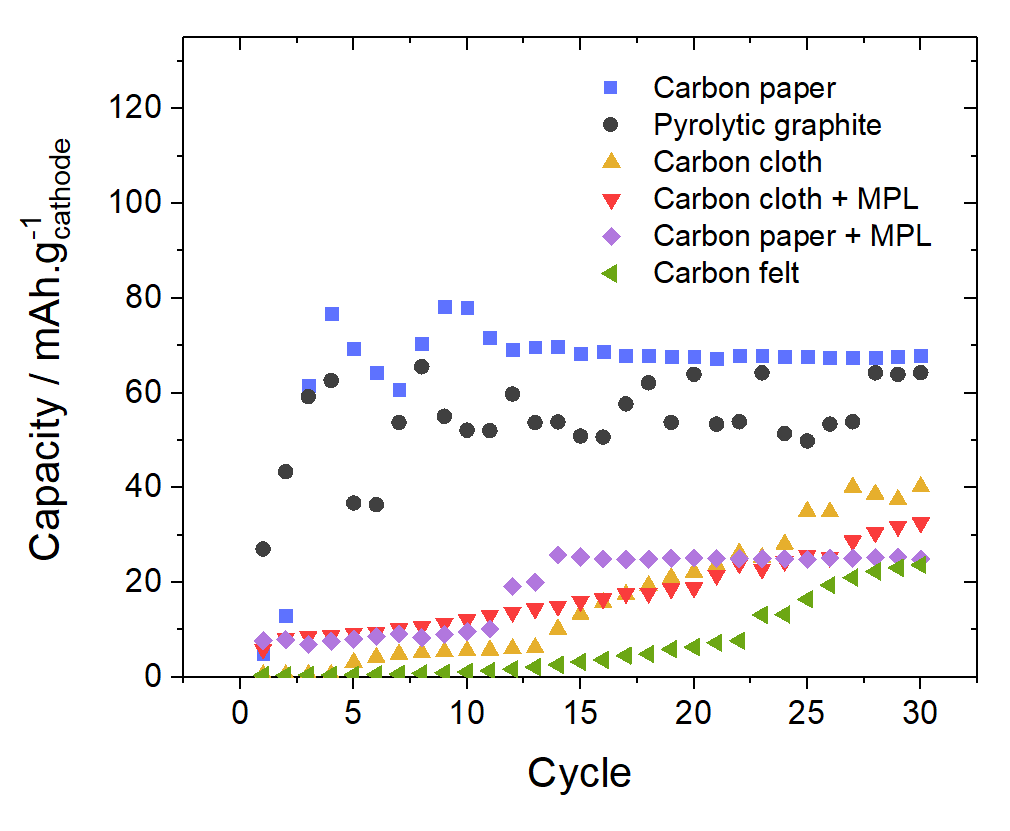 120
100
80
60
40
20
0
0 5 10 15 20 25 30
Capacity / mAh.g-1cathode
Cycle
Carbon paper
Pyrolytic graphite
Carbon cloth
Carbon cloth + MPL
Carbon paper + MPL
Carbon felt